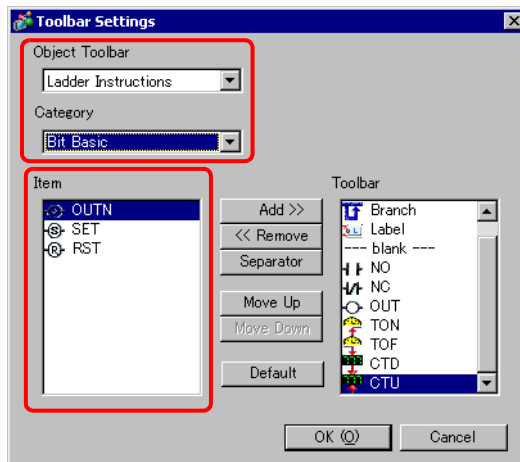 Toolbar Settings
Object Toolbar
Ladder Instructions
Category
Bit Basic
Item
OUTN
SET
RST
Add >>
<< Remove
Separator
Move Up
Move Down
Default
Toolbar
Branch
Label
--- blank ---
NO
NC
OUT
TON
TOF
CTD
CTU
OK (O)
Cancel